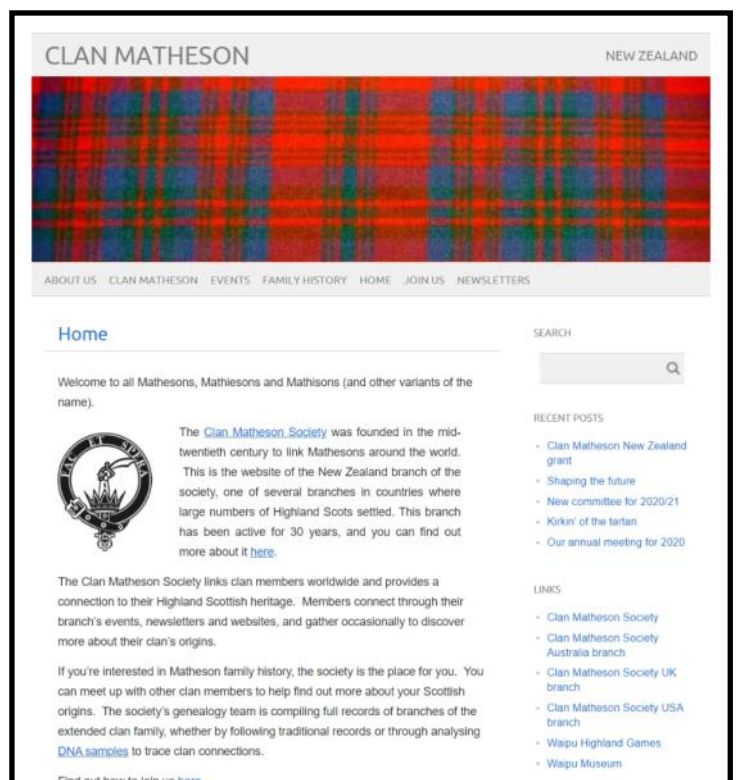 CLAN MATHESON
NEW ZEALAND
ABOUT US CLAN MATHESON EVENTS FAMILY HISTORY HOME JOIN US NEWSLETTERS
Home
Welcome to all Mathesons, Mathiesons and Mathisons (and other variants of the
name).
FAC ET SPERA
The Clan Matheson Society was founded in the mid-
twentieth century to link Mathesons around the world.
This is the website of the New Zealand branch of the
society, one of several branches in countries where
large numbers of Highland Scots settled. This branch
has been active for 30 years, and you can find out
more about it here.
The Clan Matheson Society links clan members worldwide and provides a
connection to their Highland Scottish heritage. Members connect through their
branch's events, newsletters and websites, and gather occasionally to discover
more about their clan's origins.
If you're interested in Matheson family history, the society is the place for you. You
can meet up with other clan members to help find out more about your Scottish
origins. The society's genealogy team is compiling full records of branches of the
extended clan family, whether by following traditional records or through analysing
DNA samples to trace clan connections.
Find out how to join us here
SEARCH
RECENT POSTS
Clan Matheson New Zealand
grant
Shaping the future
New committee for 2020/21
Kirkin' of the tartan
Our annual meeting for 2020
LINKS
Clan Matheson Society
Clan Matheson Society
Australia branch
Clan Matheson Society UK
branch
Clan Matheson Society USA
branch
Waipu Highland Games
Waipu Museum